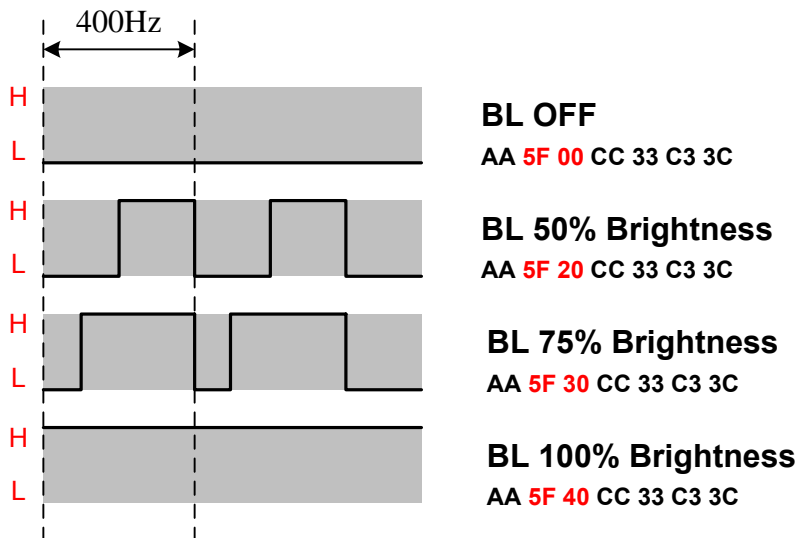 400Hz
H
L
BL OFF
AA 5F 00 CC 33 C3 3C
H
L
BL 50% Brightness
AA 5F 20 CC 33 C3 3C
H
L
BL 75% Brightness
AA 5F 30 CC 33 C3 3C
H
L
BL 100% Brightness
AA 5F 40 CC 33 C3 3C